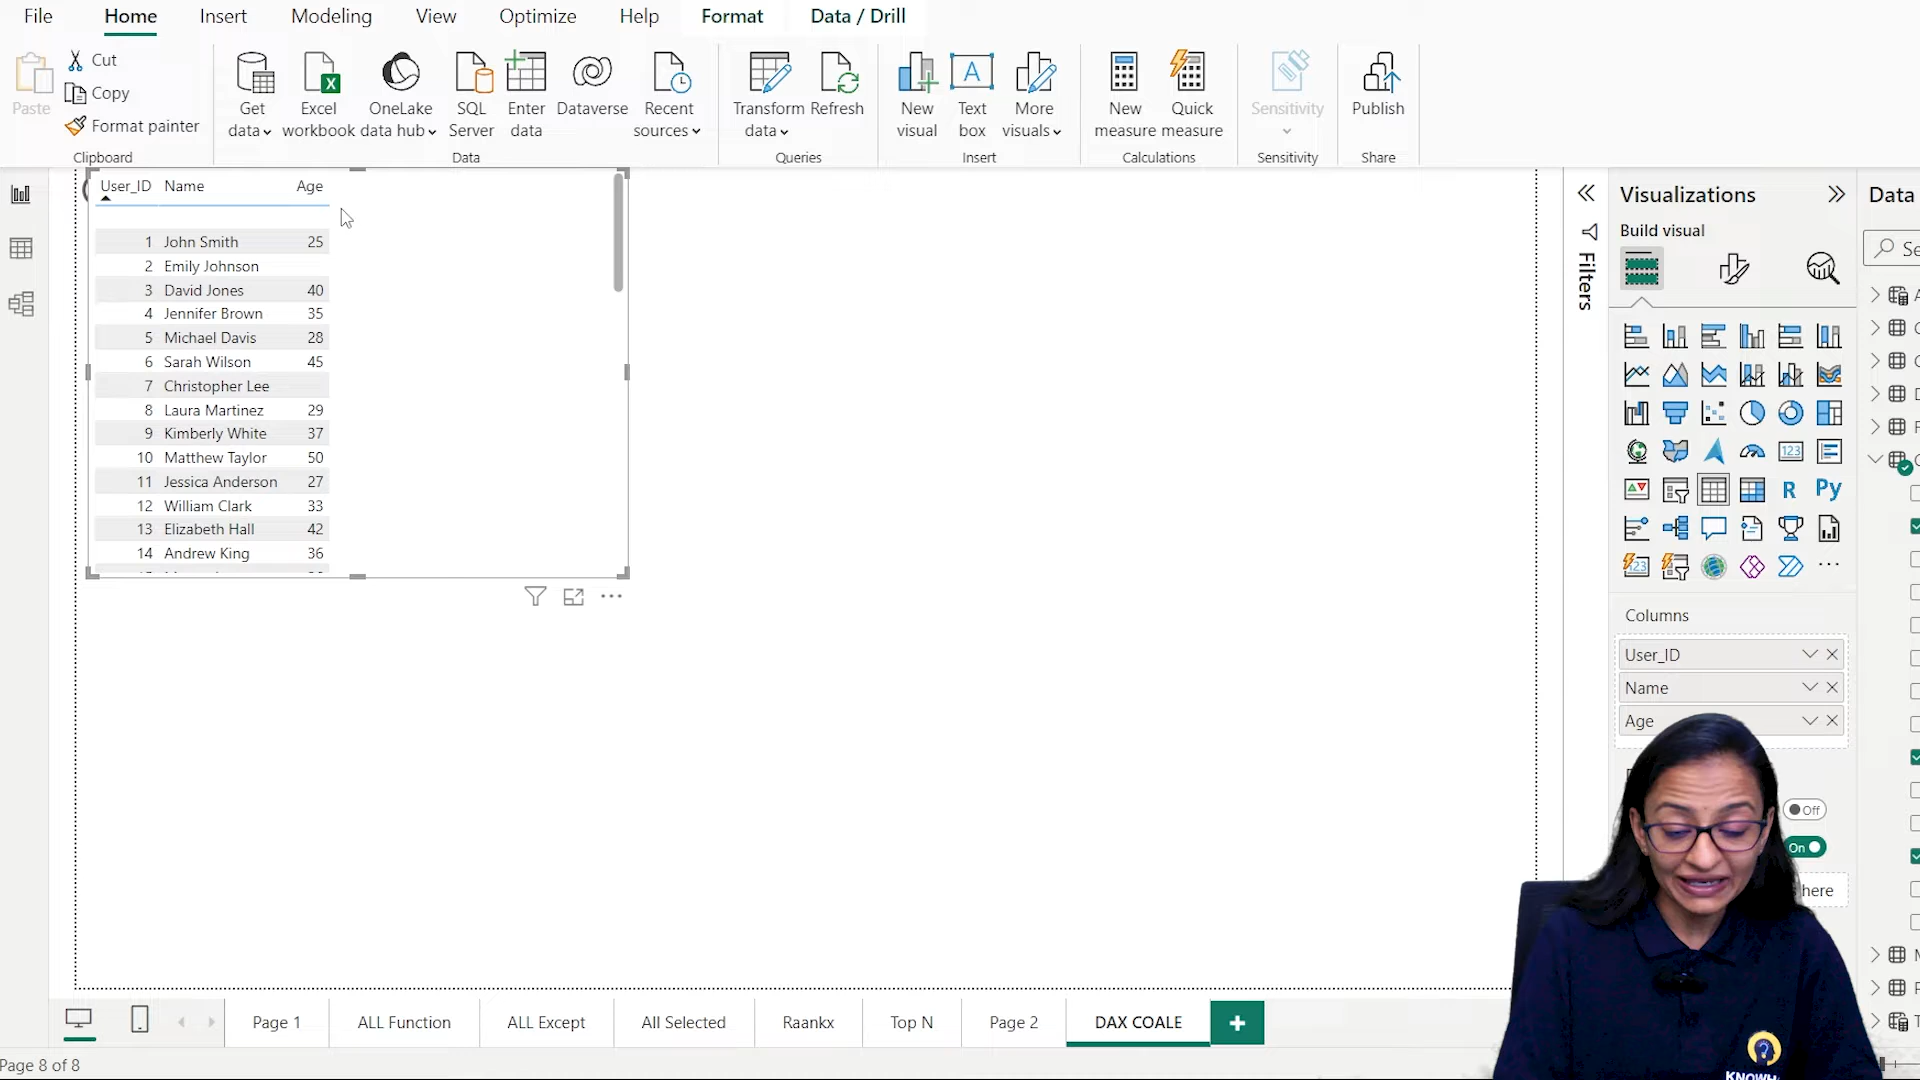 File Home Insert Modeling View Optimize Help Format Data / Drill
Paste
Cut
Copy
Format painter
Clipboard
Get data
Excel workbook
OneLake data hub
SQL Server
Enter data
Dataverse
Recent sources
Data
Transform data
Refresh
Queries
New visual
Text box
More visuals
Insert
New measure
Quick measure
Calculations
Sensitivity
Sensitivity
Publish
Share
User_ID Name Age
1 John Smith 25
2 Emily Johnson
3 David Jones 40
4 Jennifer Brown 35
5 Michael Davis 28
6 Sarah Wilson 45
7 Christopher Lee
8 Laura Martinez 29
9 Kimberly White 37
10 Matthew Taylor 50
11 Jessica Anderson 27
12 William Clark 33
13 Elizabeth Hall 42
14 Andrew King 36
Filters
Visualizations
Build visual
123
R
Py
123
Columns
User_ID
Name
Age
Off
On
here
Data
Se
Page 1 ALL Function ALL Except All Selected Raankx Top N Page 2 DAX COALE
Page 8 of 8